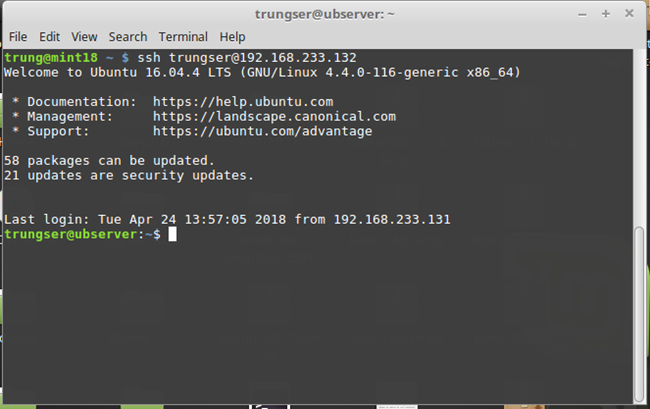 trungser@ubserver: ~
File Edit View Search Terminal Help
trung@mint18 ~ $ ssh trungser@192.168.233.132
Welcome to Ubuntu 16.04.4 LTS (GNU/Linux 4.4.0-116-generic x86_64)
* Documentation: https://help.ubuntu.com
* Management: https://landscape.canonical.com
* Support: https://ubuntu.com/advantage
58 packages can be updated.
21 updates are security updates.
Last login: Tue Apr 24 13:57:05 2018 from 192.168.233.131
trungser@ubserver:~$